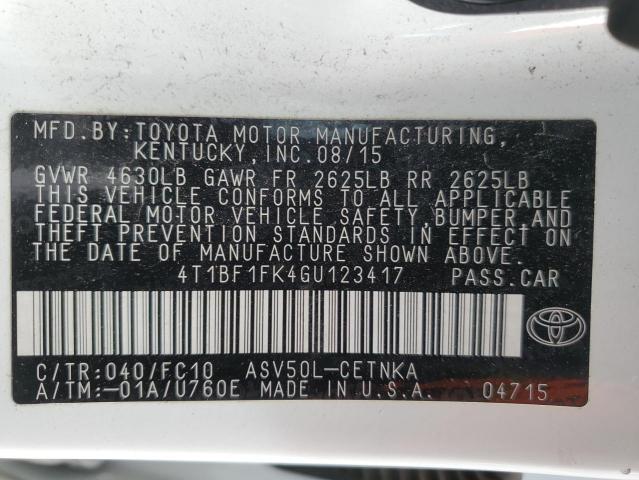 MFD. BY: TOYOTA MOTOR MANUFACTURING,
KENTUCKY, INC. 08/15
GVWR 4630LB GAWR FR 2625LB RR 2625LB
THIS VEHICLE CONFORMS TO ALL APPLICABLE
FEDERAL MOTOR VEHICLE SAFETY, BUMPER AND
THEFT PREVENTION STANDARDS IN EFFECT ON
THE DATE OF MANUFACTURE SHOWN ABOVE.
4T1BF1FK4GU123417 PASS.CAR
C/TR:040/FC10 ASV50L-CETNKA
A/TM:-01A/U760E MADE IN U.S.A. 04715